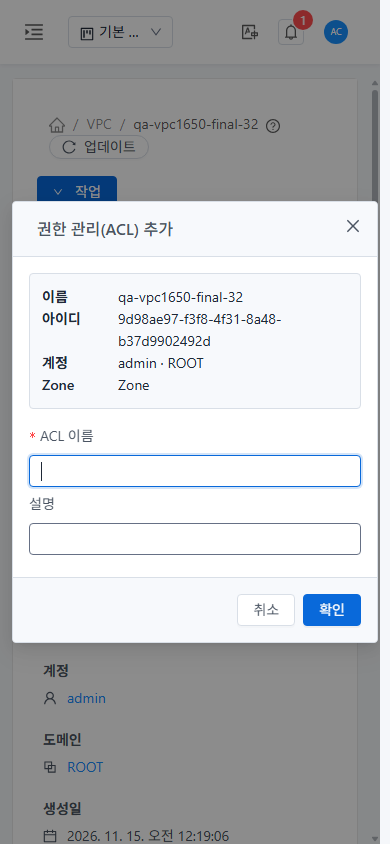 기본 ...
1
AC
/ VPC / qa-vpc1650-final-32
업데이트
작업
권한 관리(ACL) 추가
이름 qa-vpc1650-final-32
아이디 9d98ae97-f3f8-4f31-8a48-
b37d9902492d
계정 admin · ROOT
Zone Zone
* ACL 이름
설명
취소 확인
계정
admin
도메인
ROOT
생성일
2026. 11. 15. 오전 12:19:06